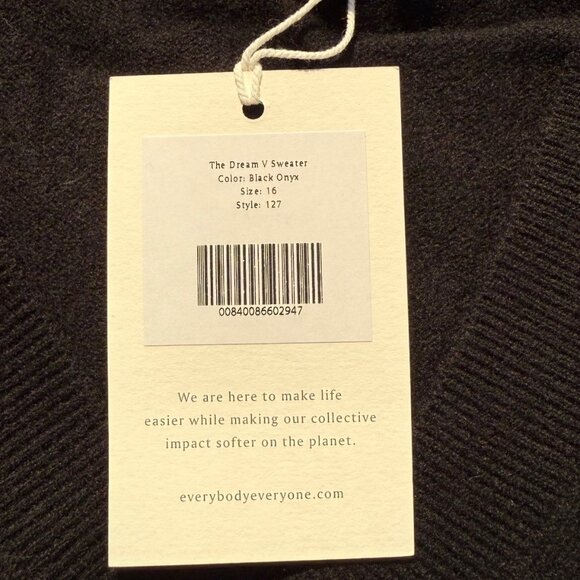 The Dream V Sweater
Color: Black Onyx
Size: 16
Style: 127
00840086602947
We are here to make life
easier while making our collective
impact softer on the planet.
everybodyeveryone.com